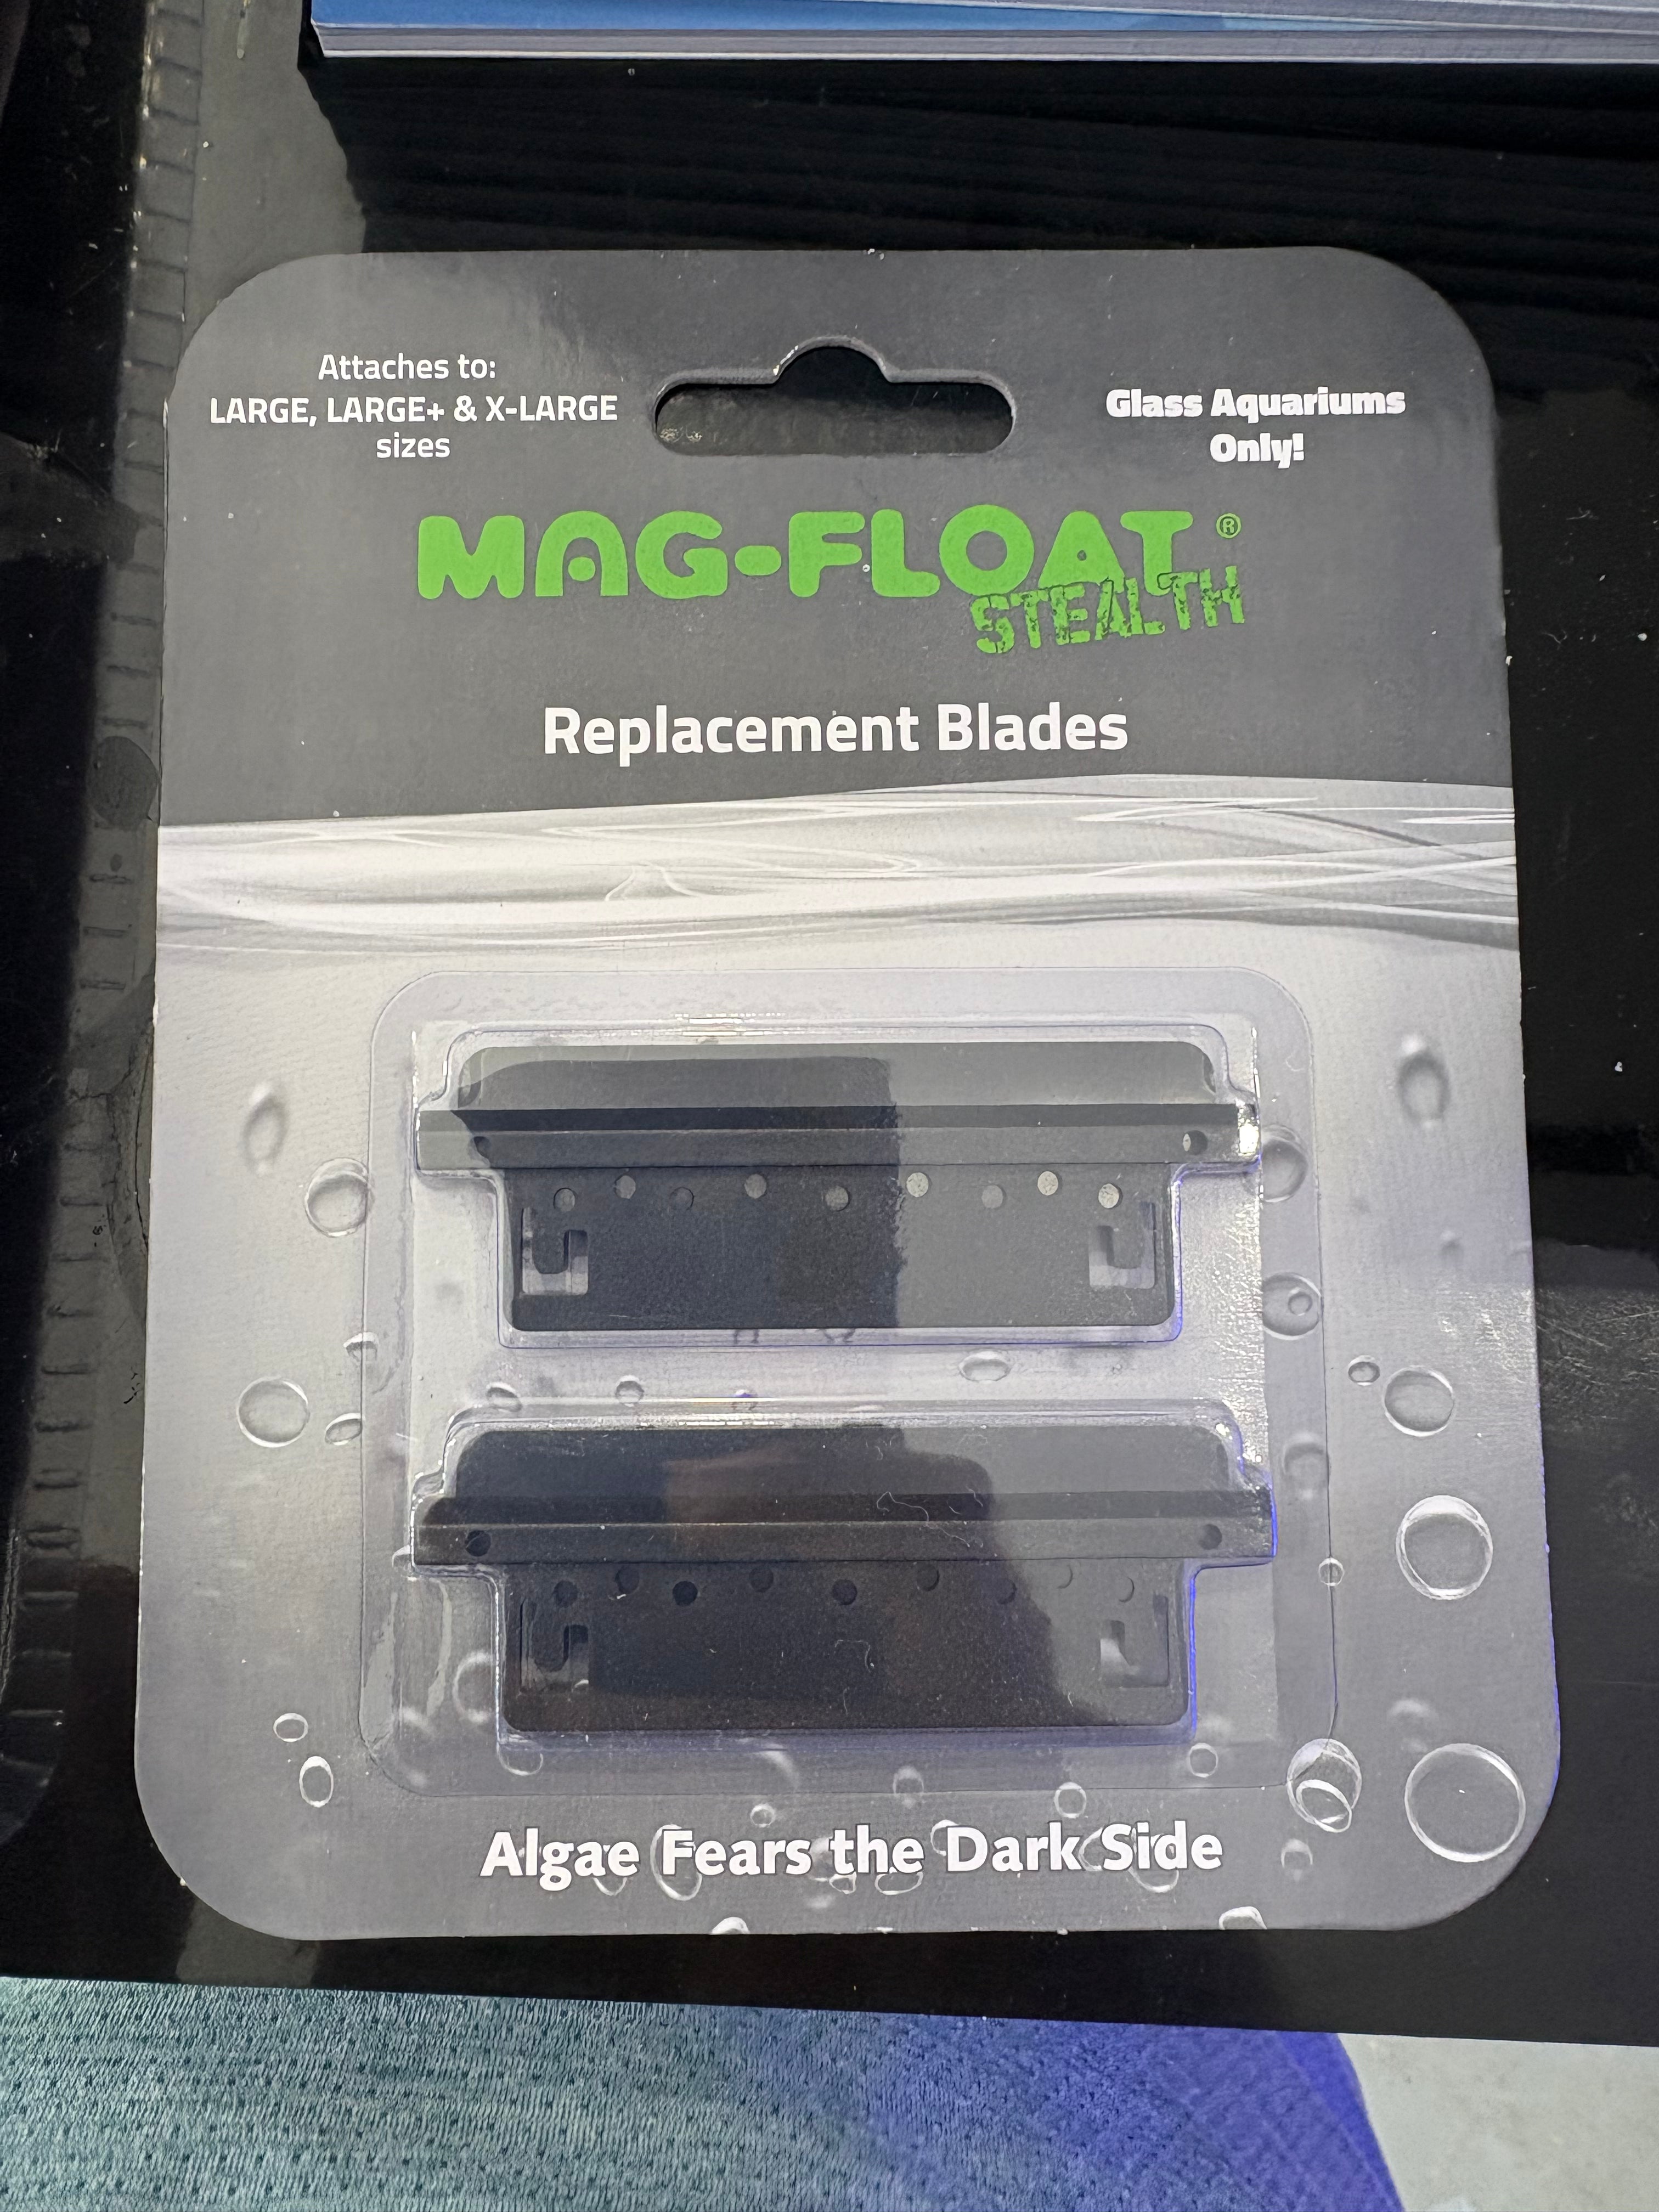 Attaches to:
LARGE, LARGE+ & X-LARGE
sizes
Glass Aquariums
Only!
MAG-FLOAT®
STEALTH
Replacement Blades
Algae Fears the Dark Side